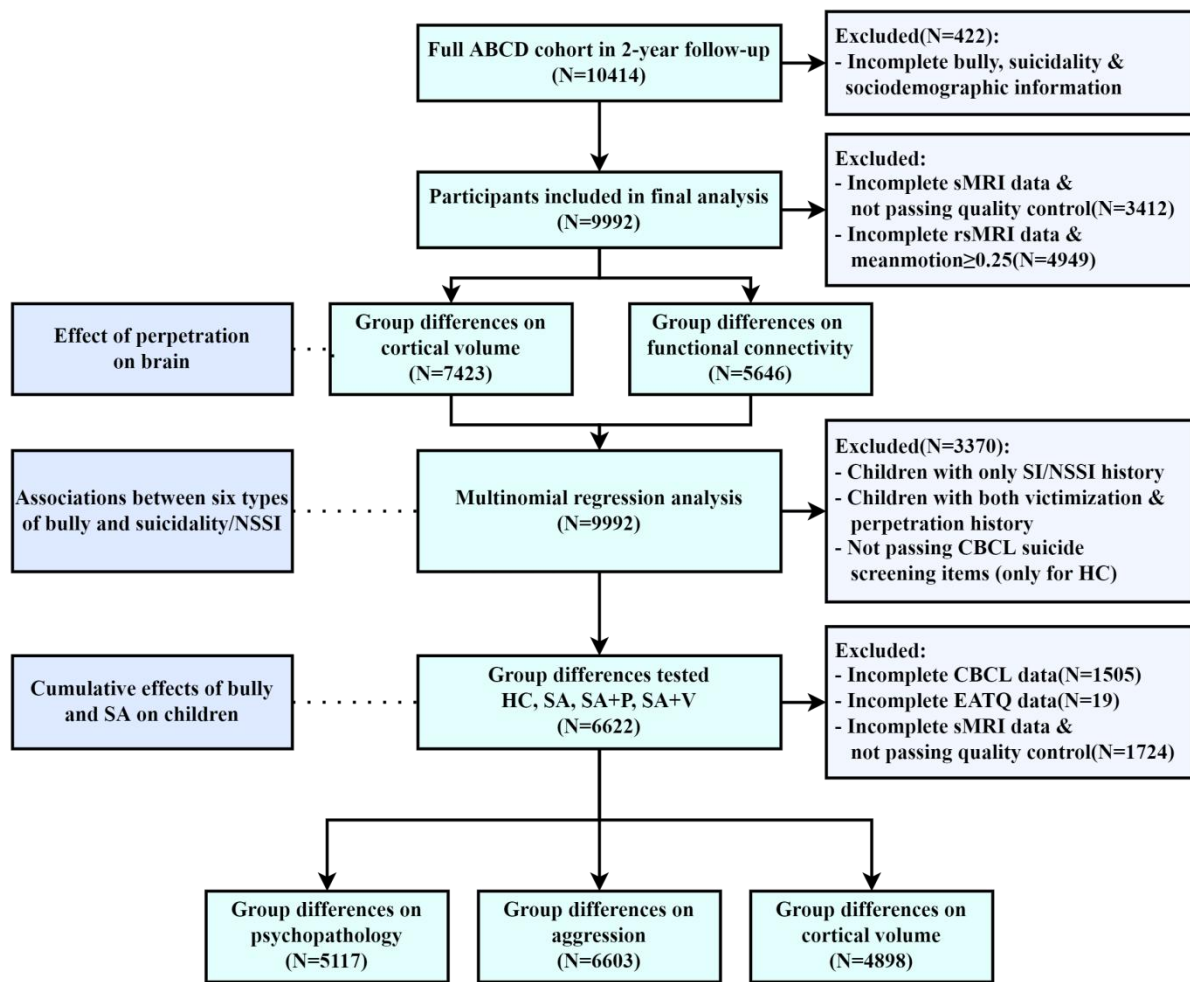 Full ABCD cohort in 2-year follow-up
(N=10414)
Excluded(N=422):
- Incomplete bully, suicidality &
sociodemographic information
Participants included in final analysis
(N=9992)
Excluded:
- Incomplete sMRI data &
not passing quality control(N=3412)
- Incomplete rsMRI data &
meanmotion≥0.25(N=4949)
Effect of perpetration
on brain
Group differences on
cortical volume
(N=7423)
Group differences on
functional connectivity
(N=5646)
Associations between six types
of bully and suicidality/NSSI
Multinomial regression analysis
(N=9992)
Excluded(N=3370):
- Children with only SI/NSSI history
- Children with both victimization &
perpetration history
- Not passing CBCL suicide
screening items (only for HC)
Cumulative effects of bully
and SA on children
Group differences tested
HC, SA, SA+P, SA+V
(N=6622)
Excluded:
- Incomplete CBCL data(N=1505)
- Incomplete EATQ data(N=19)
- Incomplete sMRI data &
not passing quality control(N=1724)
Group differences on
psychopathology
(N=5117)
Group differences on
aggression
(N=6603)
Group differences on
cortical volume
(N=4898)